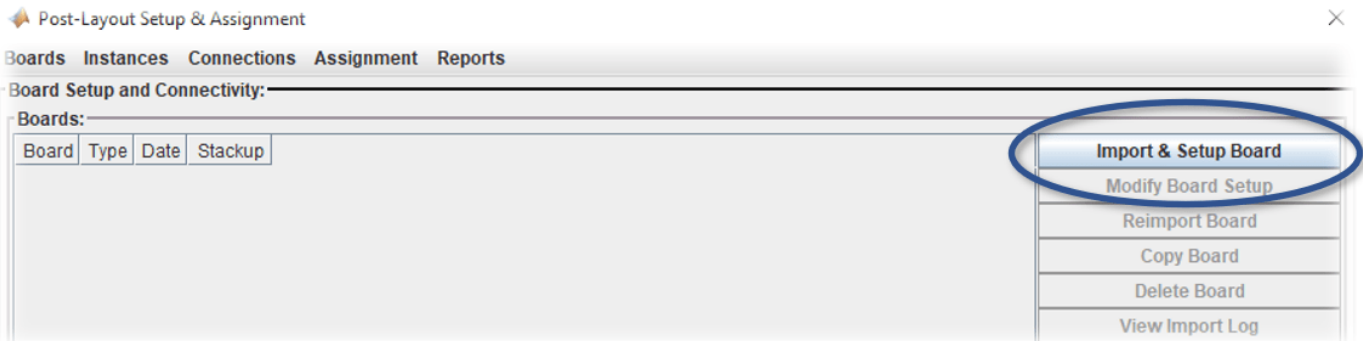 Post-Layout Setup & Assignment
Boards Instances Connections Assignment Reports
Board Setup and Connectivity:
Boards:
Board Type Date Stackup
Import & Setup Board
Modify Board Setup
Reimport Board
Copy Board
Delete Board
View Import Log